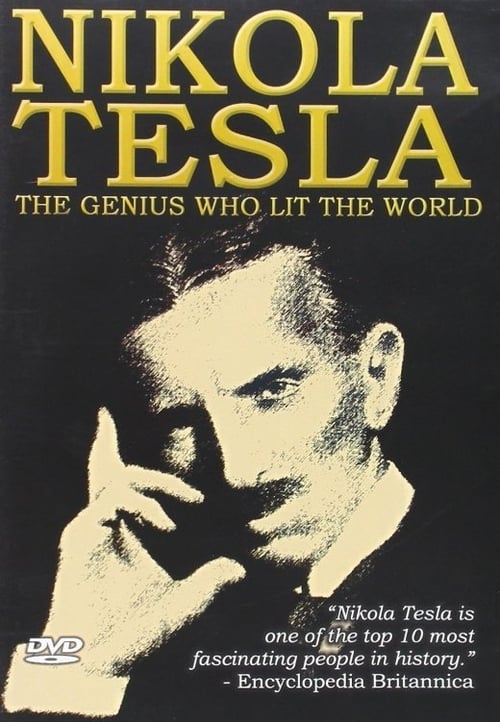 NIKOLA
TESLA
THE GENIUS WHO LIT THE WORLD
"Nikola Tesla is
one of the top 10 most
fascinating people in history."
- Encyclopedia Britannica
DVD